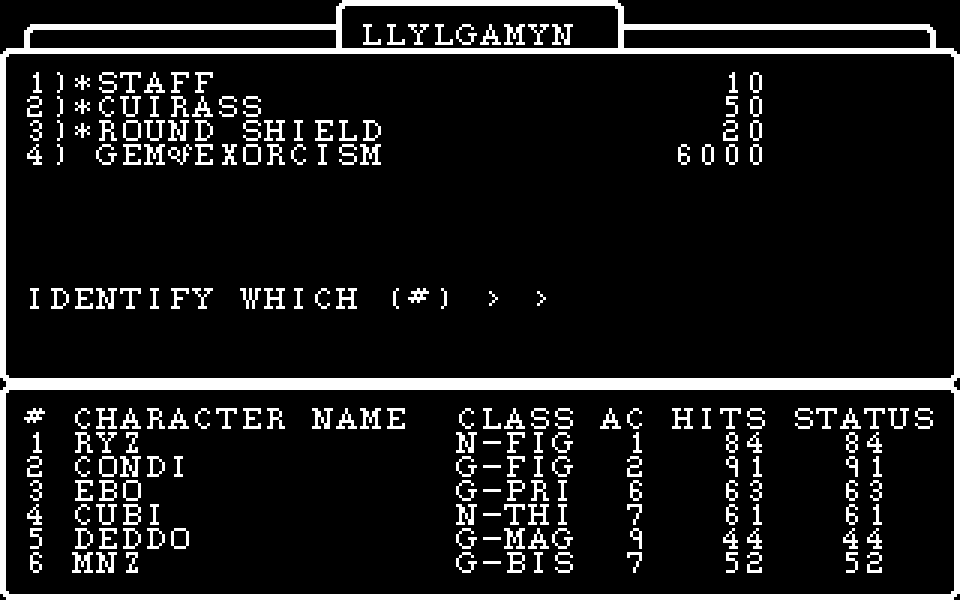 LLYLGAMYN
1)*STAFF 10
2)*CUIRASS 50
3)*ROUND SHIELD 20
4) GEM OF EXORCISM 6000
IDENTIFY WHICH (#) > >
# CHARACTER NAME CLASS AC HITS STATUS
1 RYZ N-FIG 1 84 84
2 CONDI G-FIG 2 91 91
3 EBO G-PRI 6 63 63
4 CUBI N-THI 7 61 61
5 DEDDO G-MAG 9 44 44
6 MNZ G-BIS 7 52 52